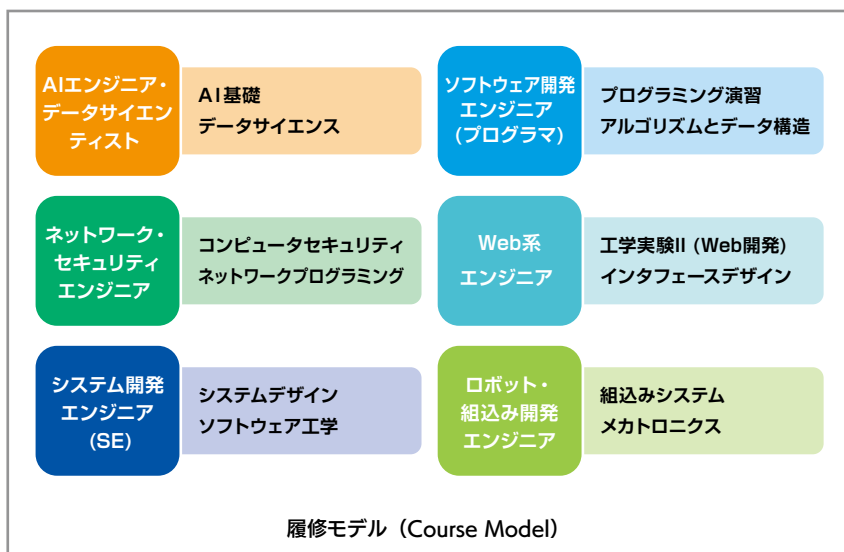 AIエンジニア・
データサイエン
ティスト
AI基礎
データサイエンス
ソフトウェア開発
エンジニア
(プログラマ)
プログラミング演習
アルゴリズムとデータ構造
ネットワーク・
セキュリティ
エンジニア
コンピュータセキュリティ
ネットワークプログラミング
Web系
エンジニア
工学実験II (Web開発)
インタフェースデザイン
システム開発
エンジニア
(SE)
システムデザイン
ソフトウェア工学
ロボット・
組込み開発
エンジニア
組込みシステム
メカトロニクス
履修モデル（Course Model）